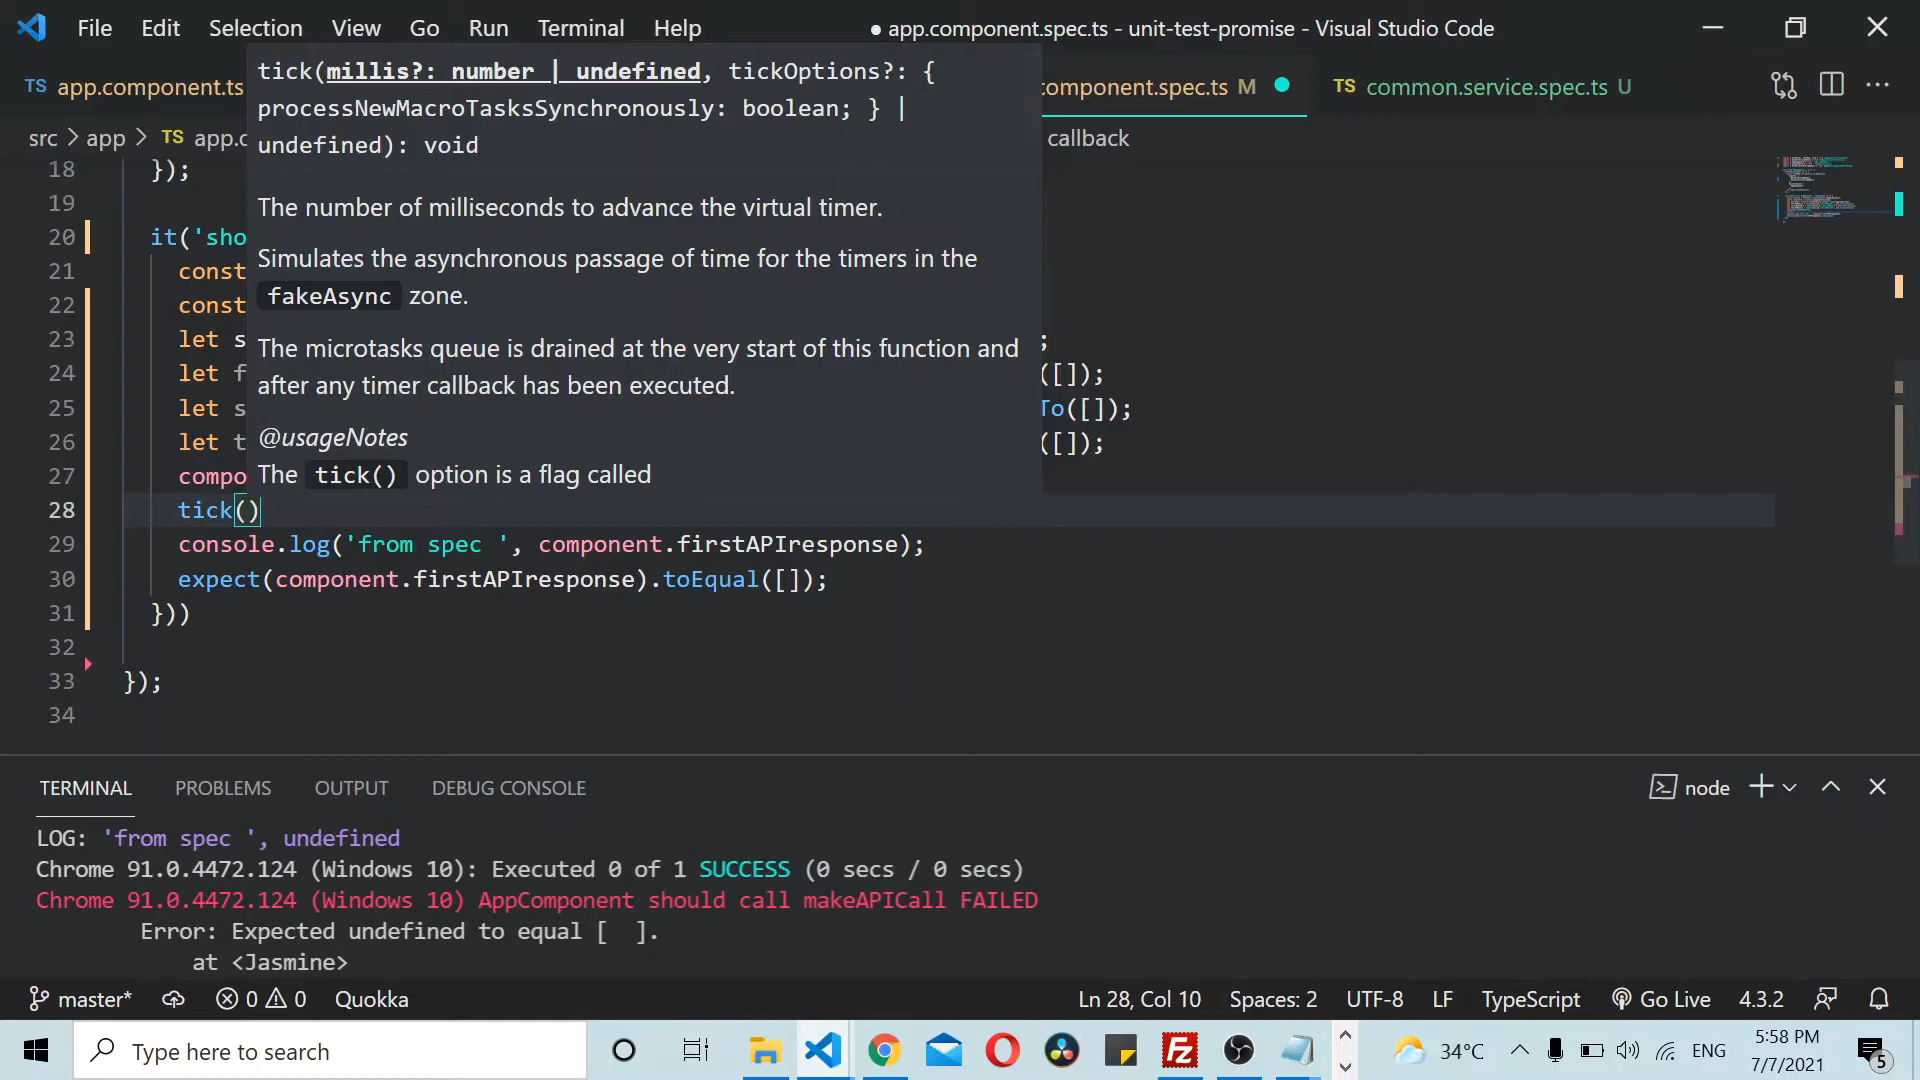 File Edit Selection View Go Run Terminal Help
● app.component.spec.ts - unit-test-promise - Visual Studio Code
TS app.component.ts
component.spec.ts M
TS common.service.spec.ts U
src > app > TS app.c
callback
tick(millis?: number | undefined, tickOptions?: {
processNewMacroTasksSynchronously: boolean; } |
undefined): void
The number of milliseconds to advance the virtual timer.
Simulates the asynchronous passage of time for the timers in the
fakeAsync zone.
The microtasks queue is drained at the very start of this function and
after any timer callback has been executed.
@usageNotes
The tick() option is a flag called
18 });
19
20 it('sho
21 const
22 const
23 let s ;
24 let f ([]);
25 let s To([]);
26 let t ([]);
27 compo
28 tick()
29 console.log('from spec ', component.firstAPIresponse);
30 expect(component.firstAPIresponse).toEqual([]);
31 }))
32
33 });
34
TERMINAL PROBLEMS OUTPUT DEBUG CONSOLE
node
LOG: 'from spec ', undefined
Chrome 91.0.4472.124 (Windows 10): Executed 0 of 1 SUCCESS (0 secs / 0 secs)
Chrome 91.0.4472.124 (Windows 10) AppComponent should call makeAPICall FAILED
Error: Expected undefined to equal [  ].
at <Jasmine>
master* 0 0 Quokka
Ln 28, Col 10 Spaces: 2 UTF-8 LF TypeScript Go Live 4.3.2
Type here to search
Fz
34°C
ENG
5:58 PM
7/7/2021
5